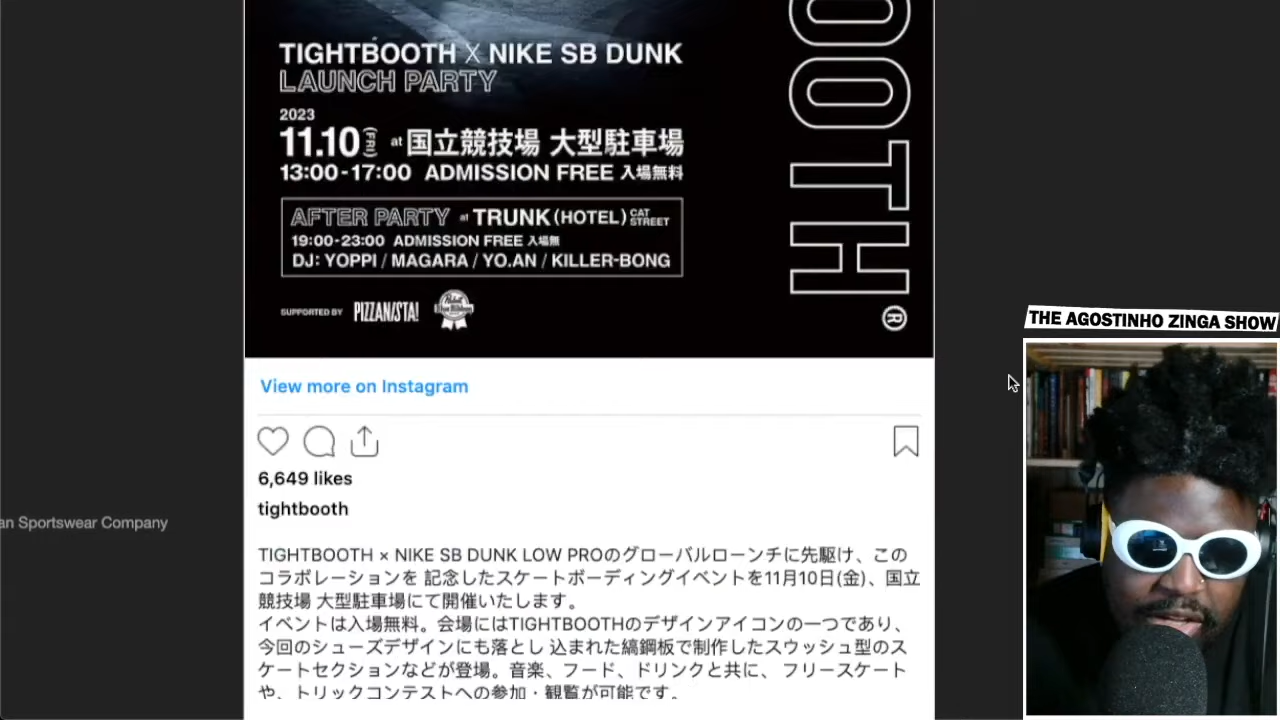 TIGHTBOOTH X NIKE SB DUNK
LAUNCH PARTY
2023
11.10 (FRI) at 国立競技場 大型駐車場
13:00-17:00 ADMISSION FREE 入場無料
AFTER PARTY at TRUNK (HOTEL) CAT STREET
19:00-23:00 ADMISSION FREE 入場無
DJ: YOPPI / MAGARA / YO.AN / KILLER-BONG
SUPPORTED BY PIZZANISTA! Pabst Blue Ribbon
OOTH
®
View more on Instagram
6,649 likes
tightbooth
TIGHTBOOTH × NIKE SB DUNK LOW PROのグローバルローンチに先駆け、この
コラボレーションを 記念したスケートボーディングイベントを11月10日(金)、国立
競技場 大型駐車場にて開催いたします。
イベントは入場無料。会場にはTIGHTBOOTHのデザインアイコンの一つであり、
今回のシューズデザインにも落とし 込まれた縞鋼板で制作したスウッシュ型のス
ケートセクションなどが登場。音楽、フード、ドリンクと共に、 フリースケート
や、トリックコンテストへの参加・観覧が可能です。
an Sportswear Company
THE AGOSTINHO ZINGA SHOW